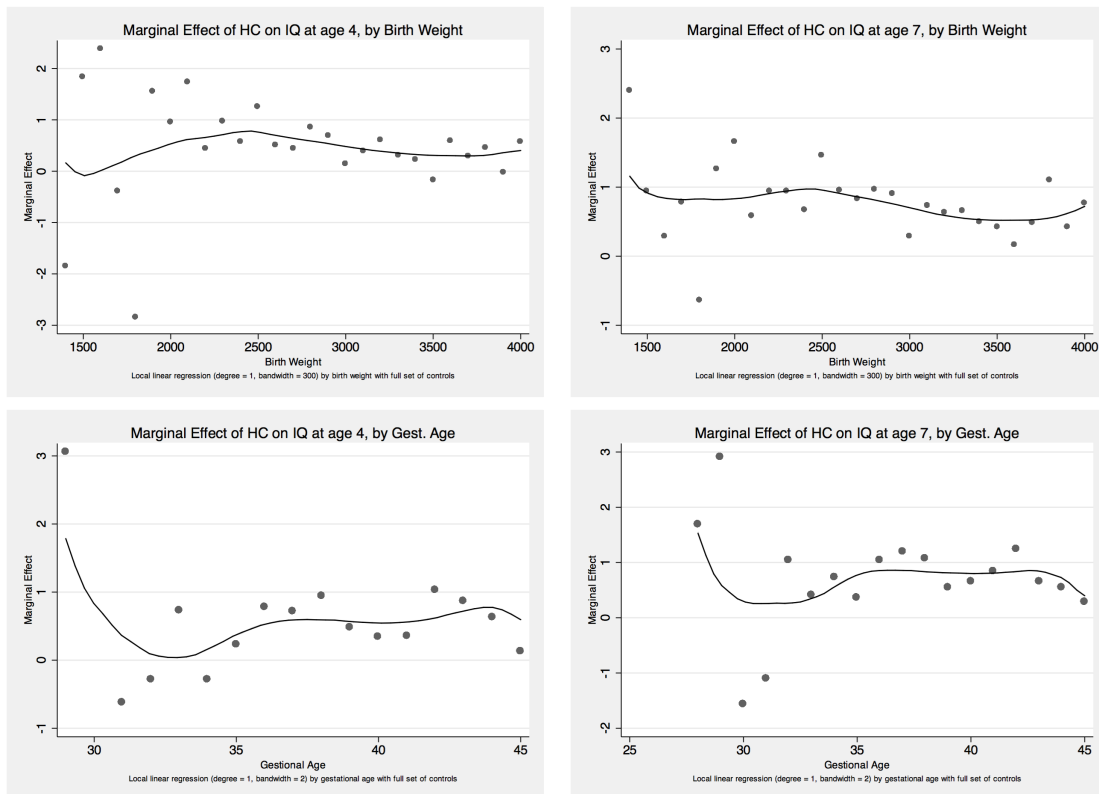 Marginal Effect of HC on IQ at age 4, by Birth Weight
Marginal Effect
2
1
0
-1
-2
-3
1500 2000 2500 3000 3500 4000
Birth Weight
Local linear regression (degree = 1, bandwidth = 300) by birth weight with full set of controls
Marginal Effect of HC on IQ at age 7, by Birth Weight
Marginal Effect
3
2
1
0
-1
1500 2000 2500 3000 3500 4000
Birth Weight
Local linear regression (degree = 1, bandwidth = 300) by birth weight with full set of controls
Marginal Effect of HC on IQ at age 4, by Gest. Age
Marginal Effect
3
2
1
0
-1
30 35 40 45
Gestional Age
Local linear regression (degree = 1, bandwidth = 2) by gestational age with full set of controls
Marginal Effect of HC on IQ at age 7, by Gest. Age
Marginal Effect
3
2
1
0
-1
-2
25 30 35 40 45
Gestional Age
Local linear regression (degree = 1, bandwidth = 2) by gestational age with full set of controls